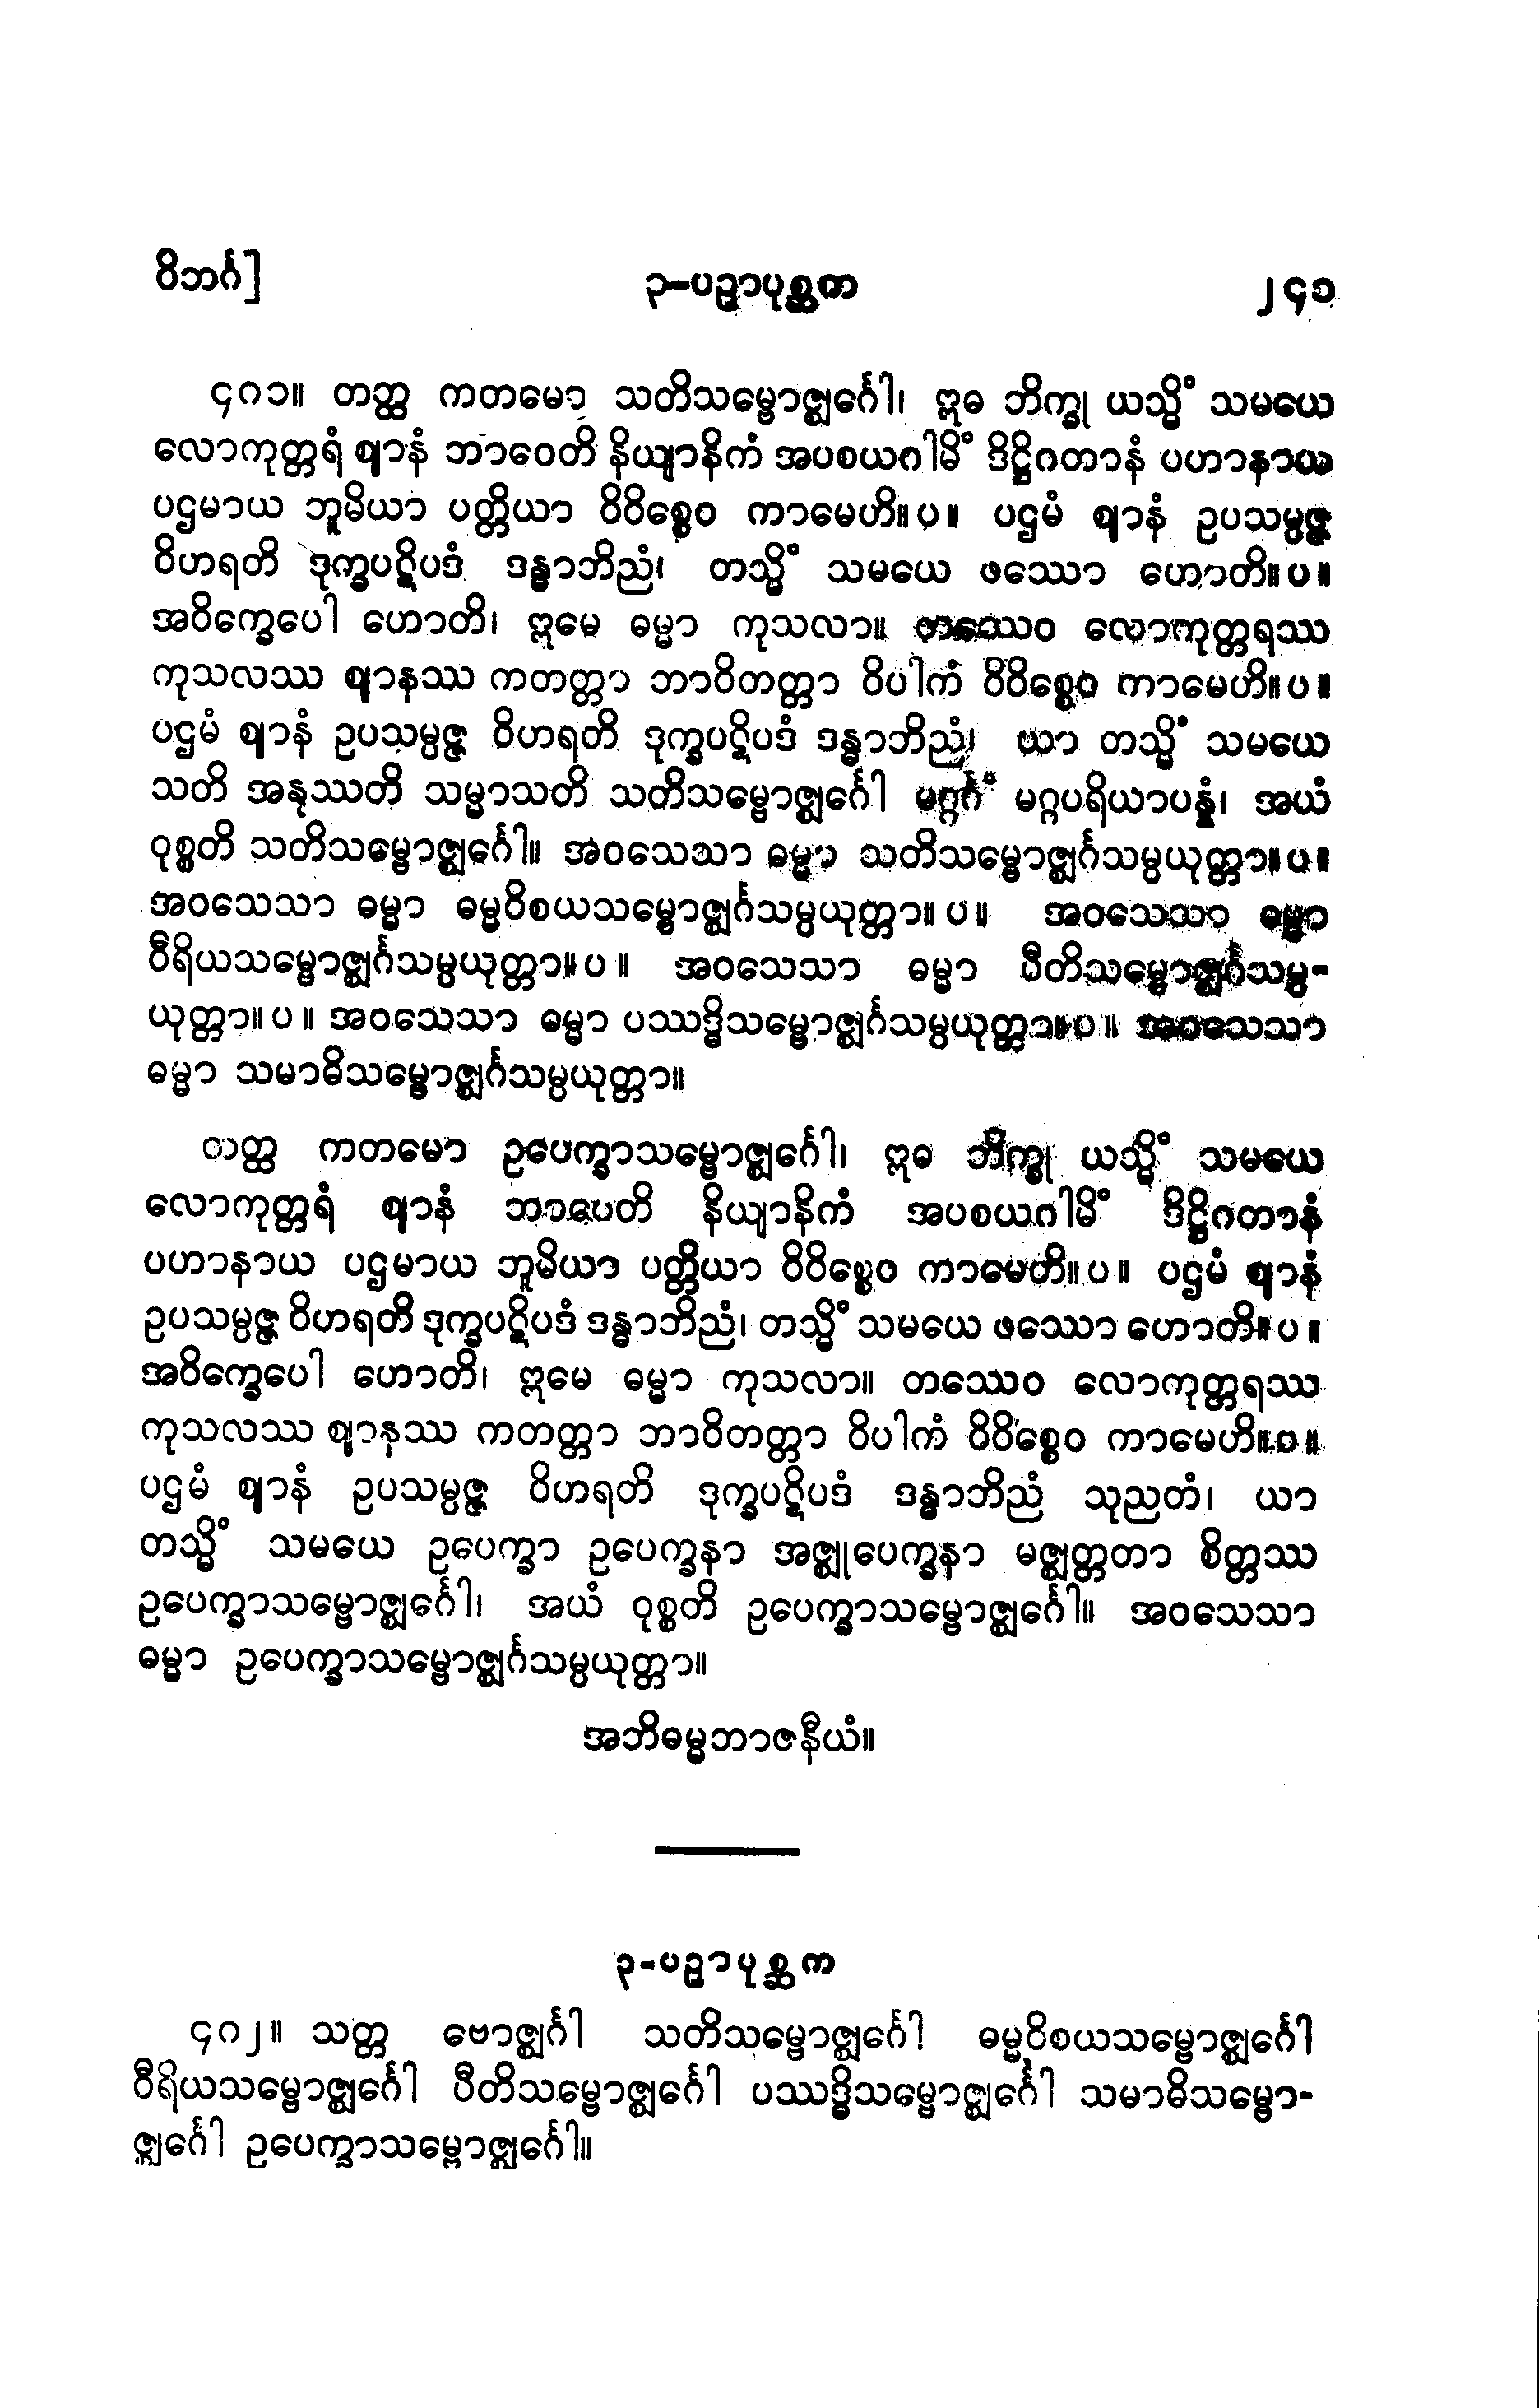 ဝိဘင်္ဂ]
၃-ပဉှာပုစ္ဆက
၂၄၁
၄၇၁။ တတ္ထ ကတမော သတိသမ္ဗောဇ္ဈင်္ဂေါ၊ ဣဓ ဘိက္ခု ယသ္မိံ သမယေ
လောကုတ္တရံ ဈာနံ ဘာဝေတိ နိယျာနိကံ အပစယဂါမိံ ဒိဋ္ဌိဂတာနံ ပဟာနာယ
ပဌမာယ ဘူမိယာ ပတ္တိယာ ဝိဝိစ္စေဝ ကာမေဟိ။ပ။ ပဌမံ ဈာနံ ဥပသမ္ပဇ္ဇ
ဝိဟရတိ ဒုက္ခပဋိပဒံ ဒန္ဓာဘိညံ၊ တသ္မိံ သမယေ ဖဿော ဟောတိ။ပ။
အဝိက္ခေပေါ ဟောတိ၊ ဣမေ ဓမ္မာ ကုသလာ။ တဿေဝ လောကုတ္တရဿ
ကုသလဿ ဈာနဿ ကတတ္တာ ဘာဝိတတ္တာ ဝိပါကံ ဝိဝိစ္စေဝ ကာမေဟိ။ပ။
ပဌမံ ဈာနံ ဥပသမ္ပဇ္ဇ ဝိဟရတိ ဒုက္ခပဋိပဒံ ဒန္ဓာဘိညံ၊ ယာ တသ္မိံ သမယေ
သတိ အနုဿတိ သမ္မာသတိ သတိသမ္ဗောဇ္ဈင်္ဂေါ မဂ္ဂင်္ဂံ မဂ္ဂပရိယာပန္နံ၊ အယံ
ဝုစ္စတိ သတိသမ္ဗောဇ္ဈင်္ဂေါ။ အဝသေသာ ဓမ္မာ သတိသမ္ဗောဇ္ဈင်္ဂသမ္ပယုတ္တာ။ပ။
အဝသေသာ ဓမ္မာ ဓမ္မဝိစယသမ္ဗောဇ္ဈင်္ဂသမ္ပယုတ္တာ။ပ။ အဝသေသာ ဓမ္မာ
ဝီရိယသမ္ဗောဇ္ဈင်္ဂသမ္ပယုတ္တာ။ပ။ အဝသေသာ ဓမ္မာ ပီတိသမ္ဗောဇ္ဈင်္ဂသမ္ပ-
ယုတ္တာ။ပ။ အဝသေသာ ဓမ္မာ ပဿဒ္ဓိသမ္ဗောဇ္ဈင်္ဂသမ္ပယုတ္တာ။ပ။ အဝသေသာ
ဓမ္မာ သမာဓိသမ္ဗောဇ္ဈင်္ဂသမ္ပယုတ္တာ။
တတ္ထ ကတမော ဥပေက္ခာသမ္ဗောဇ္ဈင်္ဂေါ၊ ဣဓ ဘိက္ခု ယသ္မိံ သမယေ
လောကုတ္တရံ ဈာနံ ဘာဝေတိ နိယျာနိကံ အပစယဂါမိံ ဒိဋ္ဌိဂတာနံ
ပဟာနာယ ပဌမာယ ဘူမိယာ ပတ္တိယာ ဝိဝိစ္စေဝ ကာမေဟိ။ပ။ ပဌမံ ဈာနံ
ဥပသမ္ပဇ္ဇ ဝိဟရတိ ဒုက္ခပဋိပဒံ ဒန္ဓာဘိညံ၊ တသ္မိံ သမယေ ဖဿော ဟောတိ။ပ။
အဝိက္ခေပေါ ဟောတိ၊ ဣမေ ဓမ္မာ ကုသလာ။ တဿေဝ လောကုတ္တရဿ
ကုသလဿ ဈာနဿ ကတတ္တာ ဘာဝိတတ္တာ ဝိပါကံ ဝိဝိစ္စေဝ ကာမေဟိ။ပ။
ပဌမံ ဈာနံ ဥပသမ္ပဇ္ဇ ဝိဟရတိ ဒုက္ခပဋိပဒံ ဒန္ဓာဘိညံ သုညတံ၊ ယာ
တသ္မိံ သမယေ ဥပေက္ခာ ဥပေက္ခနာ အဇ္ဈုပေက္ခနာ မဇ္ဈတ္တတာ စိတ္တဿ
ဥပေက္ခာသမ္ဗောဇ္ဈင်္ဂေါ၊ အယံ ဝုစ္စတိ ဥပေက္ခာသမ္ဗောဇ္ဈင်္ဂေါ။ အဝသေသာ
ဓမ္မာ ဥပေက္ခာသမ္ဗောဇ္ဈင်္ဂသမ္ပယုတ္တာ။
အဘိဓမ္မဘာဇနီယံ။
၃-ပဉှာပုစ္ဆက
၄၇၂။ သတ္တ ဗောဇ္ဈင်္ဂါ သတိသမ္ဗောဇ္ဈင်္ဂေါ ဓမ္မဝိစယသမ္ဗောဇ္ဈင်္ဂေါ
ဝီရိယသမ္ဗောဇ္ဈင်္ဂေါ ပီတိသမ္ဗောဇ္ဈင်္ဂေါ ပဿဒ္ဓိသမ္ဗောဇ္ဈင်္ဂေါ သမာဓိသမ္ဗော-
ဇ္ဈင်္ဂေါ ဥပေက္ခာသမ္ဗောဇ္ဈင်္ဂေါ။